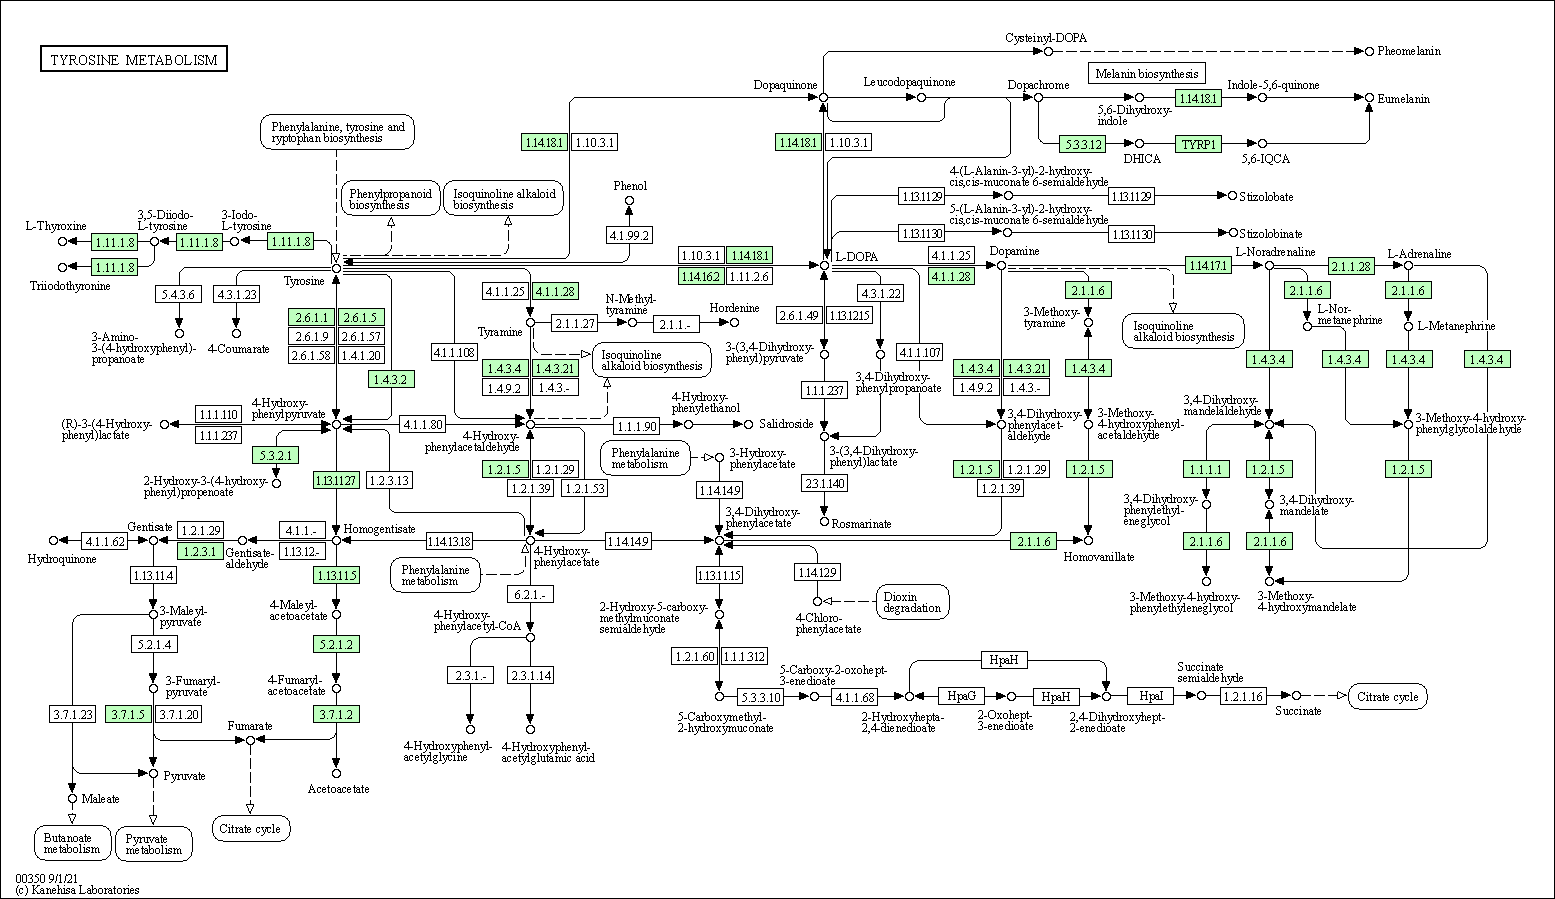 TYROSINE METABOLISM
Cysteinyl-DOPA
Pheomelanin
Melanin biosynthesis
Dopaquinone
Leucodopaquinone
Dopachrome
1.14.18.1
Indole-5,6-quinone
Eumelanin
5,6-Dihydroxy-
indole
Phenylalanine, tyrosine and
ryptophan biosynthesis
1.14.18.1
1.10.3.1
1.14.18.1
1.10.3.1
5.3.3.12
DHICA
TYRP1
5,6-IQCA
Phenylpropanoid
biosynthesis
Isoquinoline alkaloid
biosynthesis
Phenol
4-(L-Alanin-3-yl)-2-hydroxy-
cis,cis-muconate 6-semialdehyde
1.13.11.29
1.13.11.29
Stizolobate
5-(L-Alanin-3-yl)-2-hydroxy-
cis,cis-muconate 6-semialdehyde
1.13.11.30
1.13.11.30
Stizolobinate
L-Thyroxine
3,5-Diiodo-
L-tyrosine
3-Iodo-
L-tyrosine
1.11.1.8
1.11.1.8
1.11.1.8
4.1.99.2
1.11.1.8
Triiodothyronine
Tyrosine
1.10.3.1
1.14.18.1
1.14.16.2
1.11.2.6
L-DOPA
4.1.1.25
4.1.1.28
Dopamine
1.14.17.1
L-Noradrenaline
2.1.1.28
L-Adrenaline
5.4.3.6
4.3.1.23
3-Amino-
3-(4-hydroxyphenyl)-
propanoate
4-Coumarate
2.6.1.1
2.6.1.5
2.6.1.9
2.6.1.57
2.6.1.58
1.4.1.20
1.4.3.2
4.1.1.25
4.1.1.28
Tyramine
2.1.1.27
N-Methyl-
tyramine
2.1.1.-
Hordenine
4.1.1.108
Isoquinoline
alkaloid biosynthesis
1.4.3.4
1.4.3.21
1.4.9.2
1.4.3.-
2.6.1.49
1.13.12.15
4.3.1.22
3-(3,4-Dihydroxy-
phenyl)pyruvate
3,4-Dihydroxy-
phenylpropanoate
4.1.1.107
1.1.1.237
2.1.1.6
3-Methoxy-
tyramine
Isoquinoline
alkaloid biosynthesis
1.4.3.4
1.4.3.21
1.4.9.2
1.4.3.-
1.4.3.4
2.1.1.6
L-Nor-
metanephrine
2.1.1.6
L-Metanephrine
1.4.3.4
1.4.3.4
1.4.3.4
1.4.3.4
(R)-3-(4-Hydroxy-
phenyl)lactate
1.1.1.110
1.1.1.237
4-Hydroxy-
phenylpyruvate
4.1.1.80
4-Hydroxy-
phenylacetaldehyde
1.1.1.90
4-Hydroxy-
phenylethanol
Salidroside
3-(3,4-Dihydroxy-
phenyl)lactate
3,4-Dihydroxy-
phenylacet-
aldehyde
3-Methoxy-
4-hydroxyphenyl-
acetaldehyde
3,4-Dihydroxy-
mandelaldehyde
3-Methoxy-4-hydroxy-
phenylglycolaldehyde
5.3.2.1
2-Hydroxy-3-(4-hydroxy-
phenyl)propenoate
1.13.11.27
1.2.3.13
1.2.1.5
1.2.1.29
1.2.1.39
1.2.1.53
Phenylalanine
metabolism
3-Hydroxy-
phenylacetate
1.14.14.9
2.3.1.140
Rosmarinate
1.2.1.5
1.2.1.29
1.2.1.39
1.2.1.5
1.1.1.1
1.2.1.5
1.2.1.5
3,4-Dihydroxy-
phenylethyl-
eneglycol
3,4-Dihydroxy-
mandelate
Gentisate
1.2.1.29
1.2.3.1
4.1.1.-
1.13.12.-
Homogentisate
4.1.1.62
Hydroquinone
Gentisate-
aldehyde
1.14.13.18
4-Hydroxy-
phenylacetate
1.14.14.9
3,4-Dihydroxy-
phenylacetate
2.1.1.6
Homovanillate
2.1.1.6
2.1.1.6
Phenylalanine
metabolism
1.13.11.4
1.13.11.5
1.13.11.15
1.14.12.9
3-Methoxy-4-hydroxy-
phenylethyleneglycol
3-Methoxy-
4-hydroxymandelate
3-Maleyl-
pyruvate
4-Maleyl-
acetoacetate
6.2.1.-
4-Hydroxy-
phenylacetyl-CoA
2-Hydroxy-5-carboxy-
methylmuconate
semialdehyde
4-Chloro-
phenylacetate
Dioxin
degradation
5.2.1.4
5.2.1.2
2.3.1.-
2.3.1.14
1.2.1.60
1.1.1.312
3-Fumaryl-
pyruvate
4-Fumaryl-
acetoacetate
5-Carboxymethyl-
2-hydroxymuconate
5.3.3.10
5-Carboxy-2-oxohept-
3-enedioate
4.1.1.68
2-Hydroxyhepta-
2,4-dienedioate
HpaH
HpaG
2-Oxohept-
3-enedioate
HpaH
2,4-Dihydroxyhept-
2-enedioate
HpaI
Succinate
semialdehyde
1.2.1.16
Succinate
Citrate cycle
3.7.1.23
3.7.1.5
3.7.1.20
Fumarate
3.7.1.2
4-Hydroxyphenyl-
acetylglycine
4-Hydroxyphenyl-
acetylglutamic acid
Pyruvate
Acetoacetate
Maleate
Butanoate
metabolism
Pyruvate
metabolism
Citrate cycle
00350 9/1/21
(c) Kanehisa Laboratories